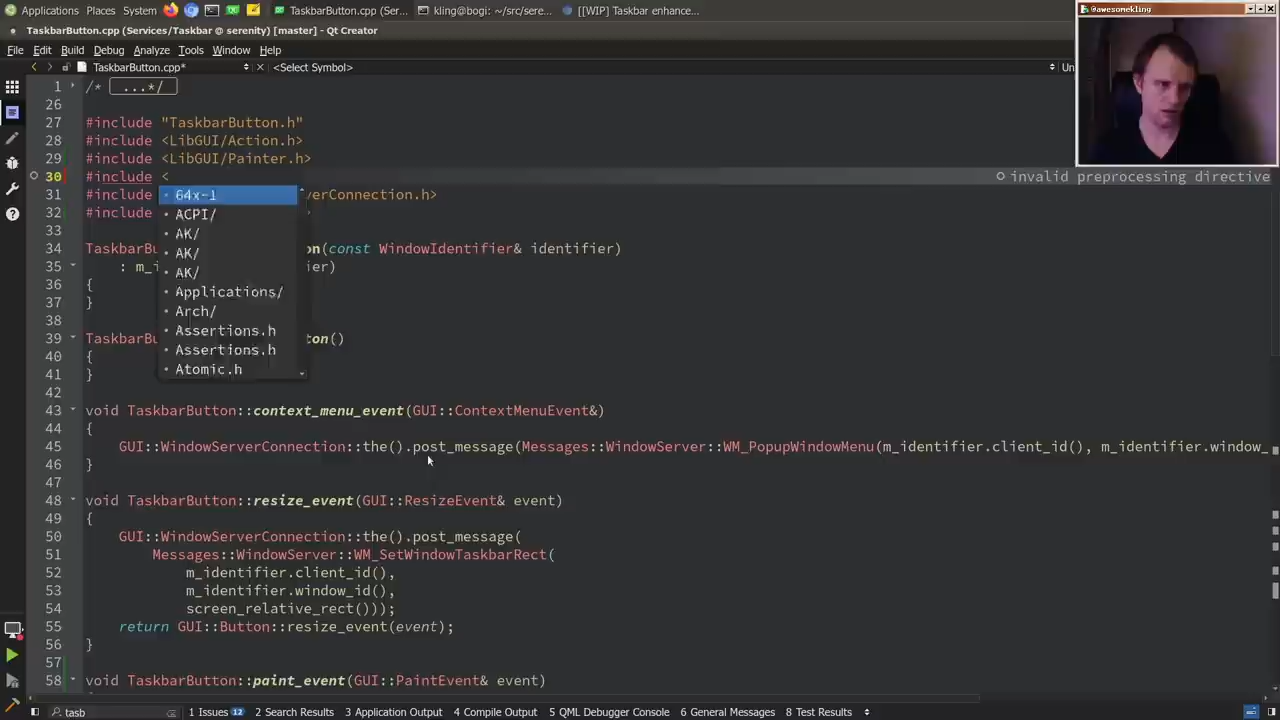 Applications Places System TaskbarButton.cpp (Ser... kling@bogi: ~/src/sere... [[WIP] Taskbar enhance...
@awesomekling
TaskbarButton.cpp (Services/Taskbar @ serenity) [master] - Qt Creator
File Edit Build Debug Analyze Tools Window Help
TaskbarButton.cpp* <Select Symbol> Un
1 /* ...*/
26
27 #include "TaskbarButton.h"
28 #include <LibGUI/Action.h>
29 #include <LibGUI/Painter.h>
30 #include < invalid preprocessing directive
31 #include verConnection.h>
32 #include >
33
34 TaskbarBu on(const WindowIdentifier& identifier)
35 : m_i ier)
36 {
37 }
38
39 TaskbarBu ton()
40 {
41 }
42
43 void TaskbarButton::context_menu_event(GUI::ContextMenuEvent&)
44 {
45 GUI::WindowServerConnection::the().post_message(Messages::WindowServer::WM_PopupWindowMenu(m_identifier.client_id(), m_identifier.window_
46 }
47
48 void TaskbarButton::resize_event(GUI::ResizeEvent& event)
49 {
50 GUI::WindowServerConnection::the().post_message(
51 Messages::WindowServer::WM_SetWindowTaskbarRect(
52 m_identifier.client_id(),
53 m_identifier.window_id(),
54 screen_relative_rect()));
55 return GUI::Button::resize_event(event);
56 }
57
58 void TaskbarButton::paint_event(GUI::PaintEvent& event)
64x-1
ACPI/
AK/
AK/
AK/
Applications/
Arch/
Assertions.h
Assertions.h
Atomic.h
tasb 1 Issues 12 2 Search Results 3 Application Output 4 Compile Output 5 QML Debugger Console 6 General Messages 8 Test Results